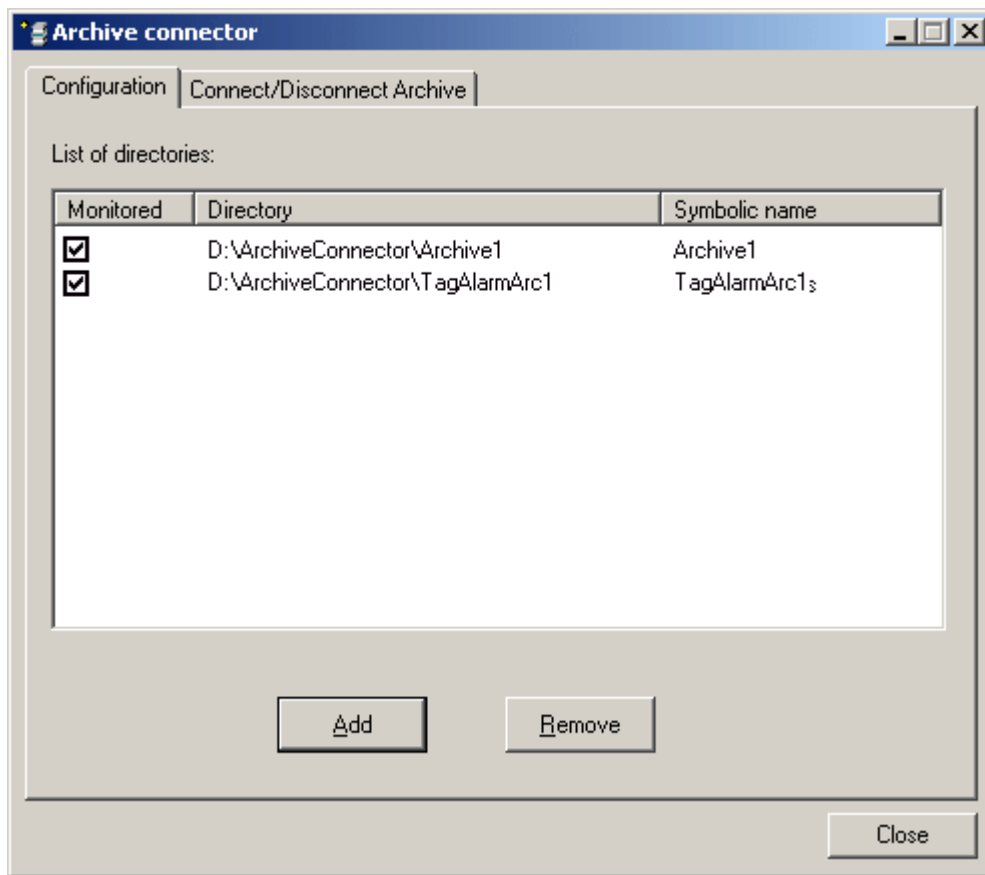 Archive connector
Configuration Connect/Disconnect Archive
List of directories:
Monitored Directory Symbolic name
D:\ArchiveConnector\Archive1 Archive1
D:\ArchiveConnector\TagAlarmArc1 TagAlarmArc1s
Add Remove
Close